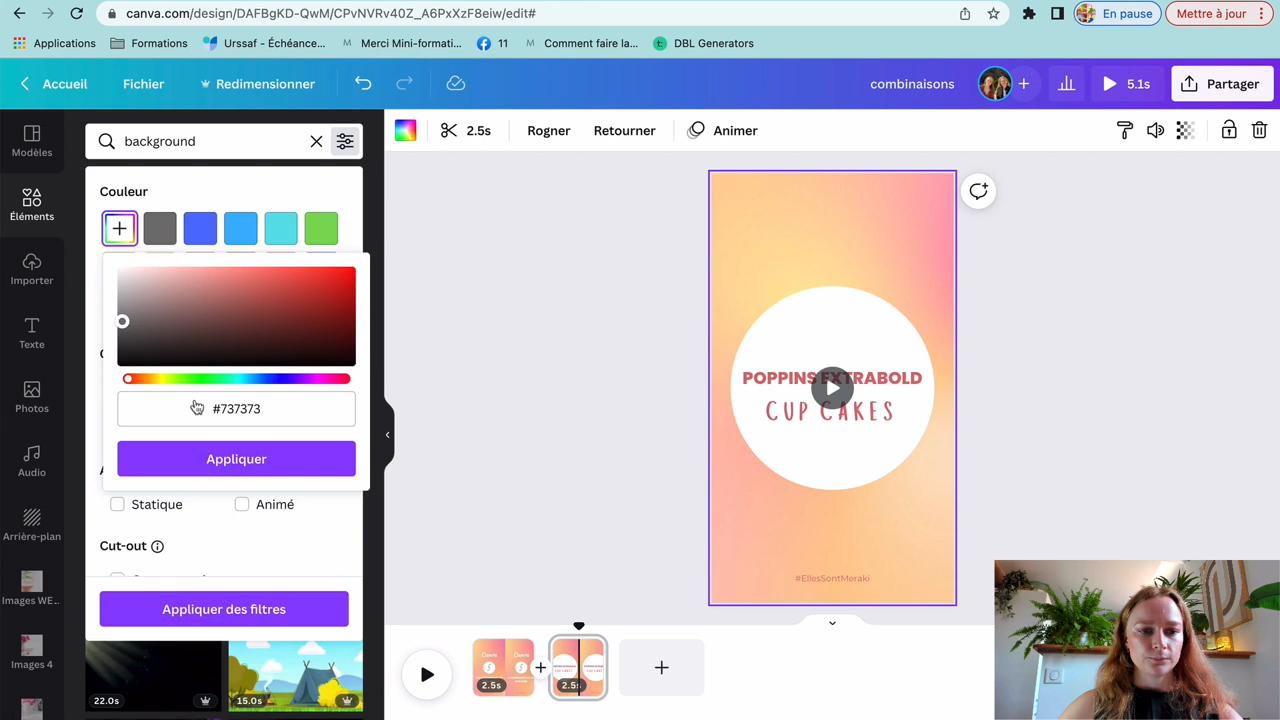 canva.com/design/DAFBgKD-QwM/CPvNVRv40Z_A6PxXzF8eiw/edit#
En pause
Mettre à jour
Applications
Formations
Urssaf - Échéance...
Merci Mini-formati...
11
Comment faire la...
DBL Generators
Accueil
Fichier
Redimensionner
combinaisons
5.1s
Partager
Modèles
Éléments
Importer
Texte
Photos
Audio
Arrière-plan
Images WE...
Images 4
background
2.5s
Rogner
Retourner
Animer
Couleur
#737373
Appliquer
Statique
Animé
Cut-out
Appliquer des filtres
22.0s
15.0s
POPPINS EXTRABOLD
CUP CAKES
#EllesSontMeraki
2.5s
2.5s